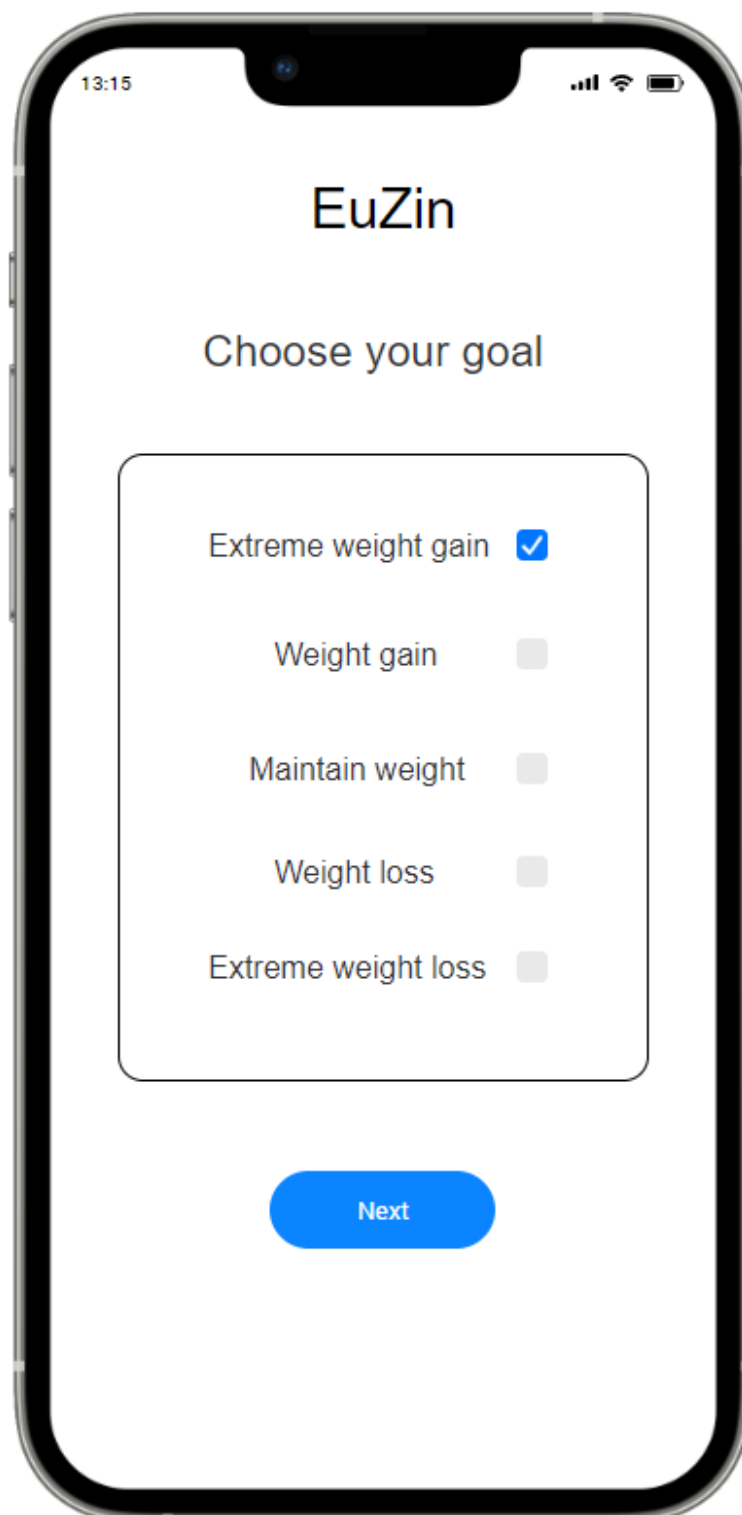 13:15
EuZin
Choose your goal
Extreme weight gain
Weight gain
Maintain weight
Weight loss
Extreme weight loss
Next